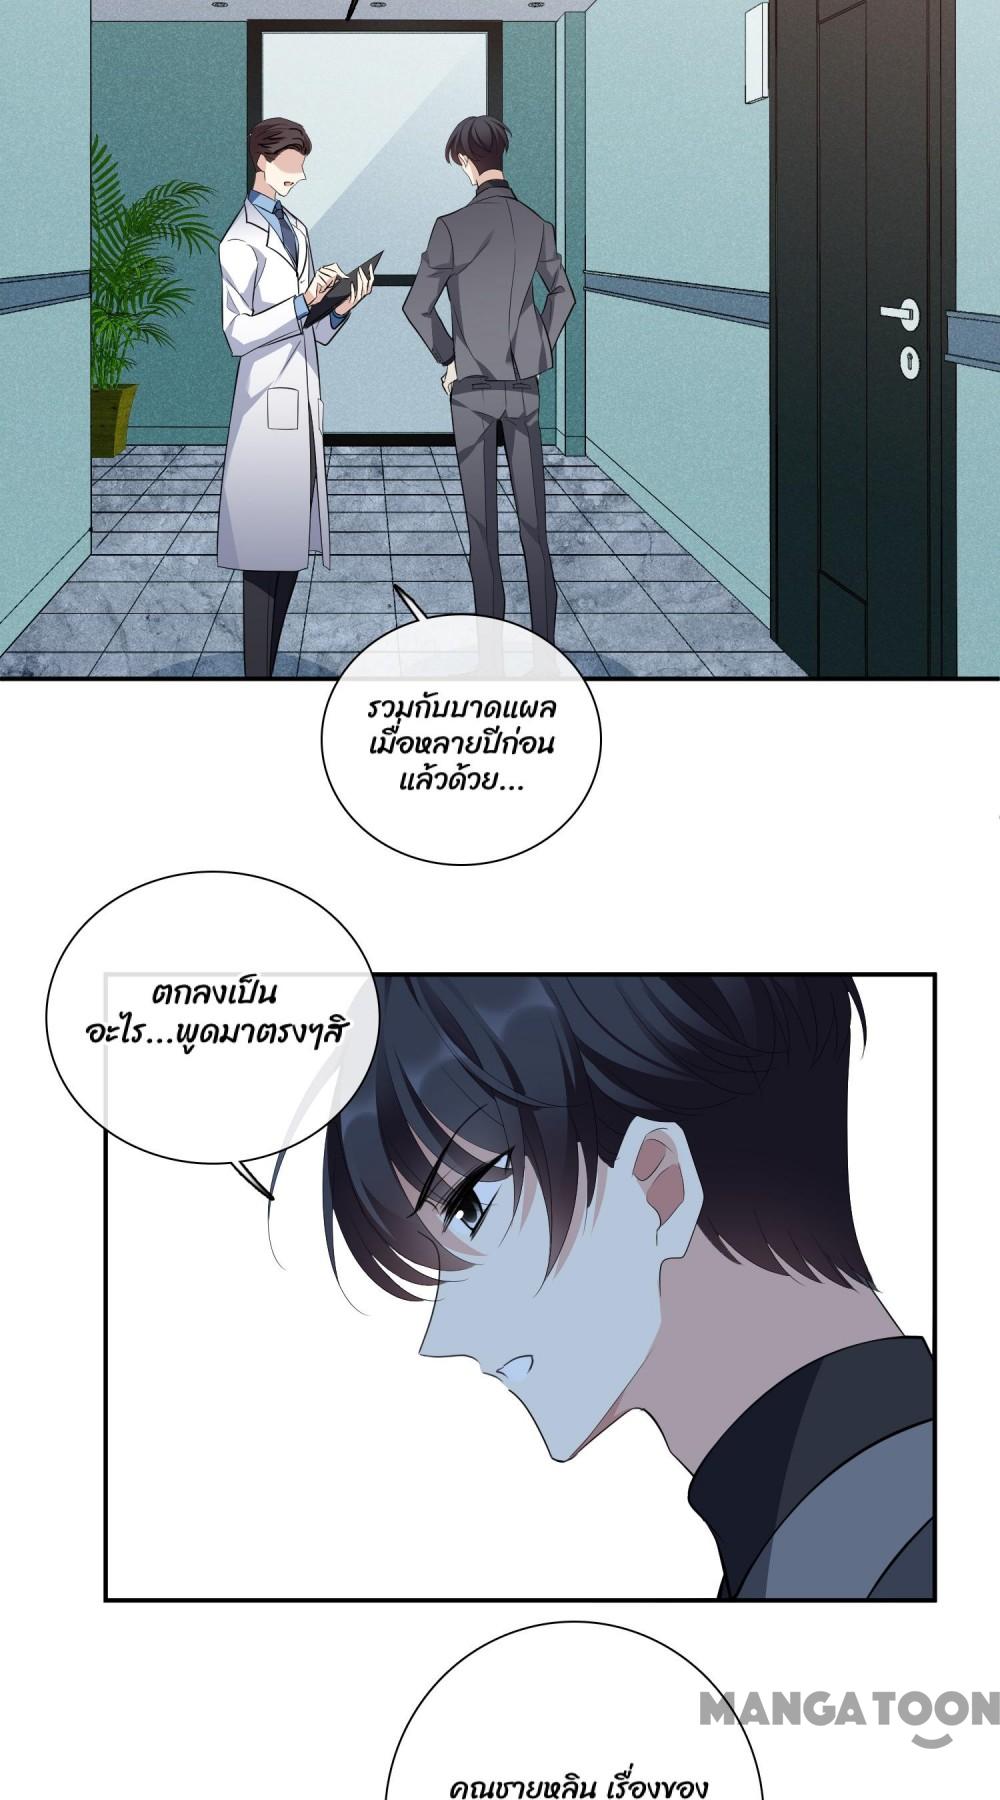 รวมกับบาดแผล
เมื่อหลายปีก่อน
แล้วด้วย...
ตกลงเป็น
อะไร...พูดมาตรงๆสิ
MANGATOON
คุณชายหลิน เรื่องของ